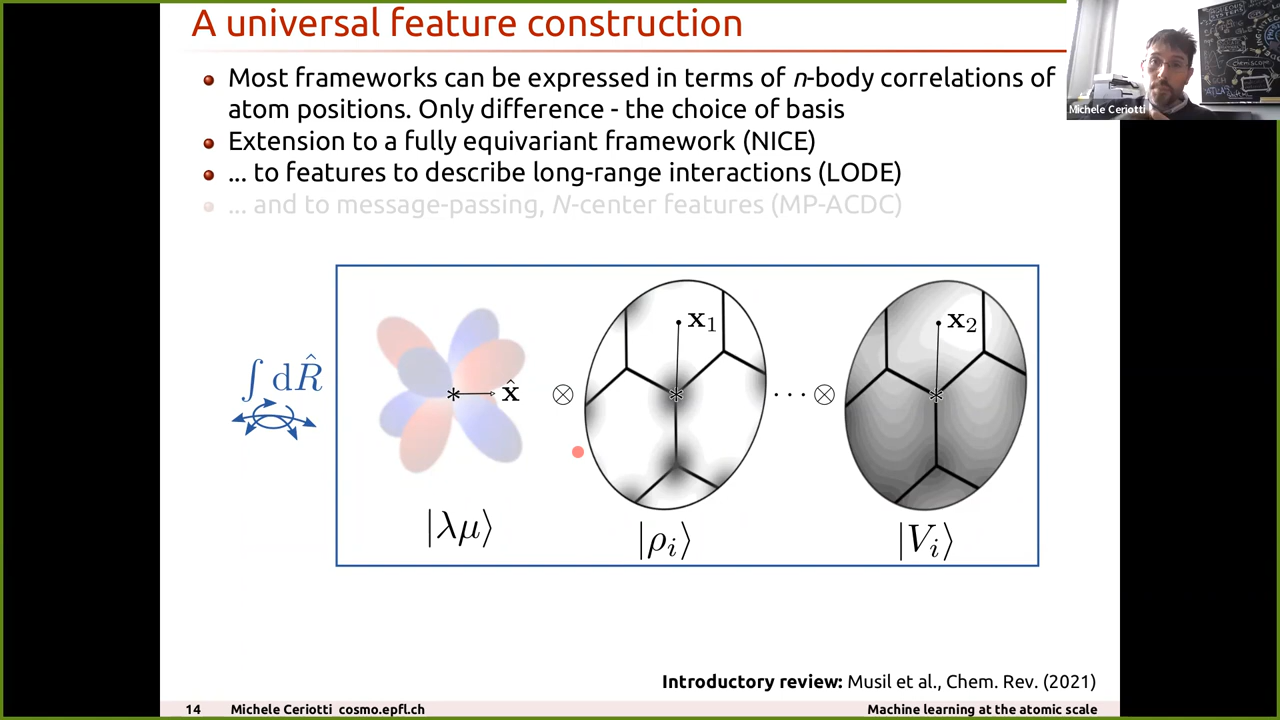 A universal feature construction
Most frameworks can be expressed in terms of n-body correlations of
atom positions. Only difference - the choice of basis
Extension to a fully equivariant framework (NICE)
... to features to describe long-range interactions (LODE)
... and to message-passing, N-center features (MP-ACDC)
Michele Ceriotti
∫ dR̂
* x̂ ⊗ * x₁ ··· ⊗ * x₂
|λμ⟩ |ρᵢ⟩ |Vᵢ⟩
Introductory review: Musil et al., Chem. Rev. (2021)
14 Michele Ceriotti cosmo.epfl.ch Machine learning at the atomic scale